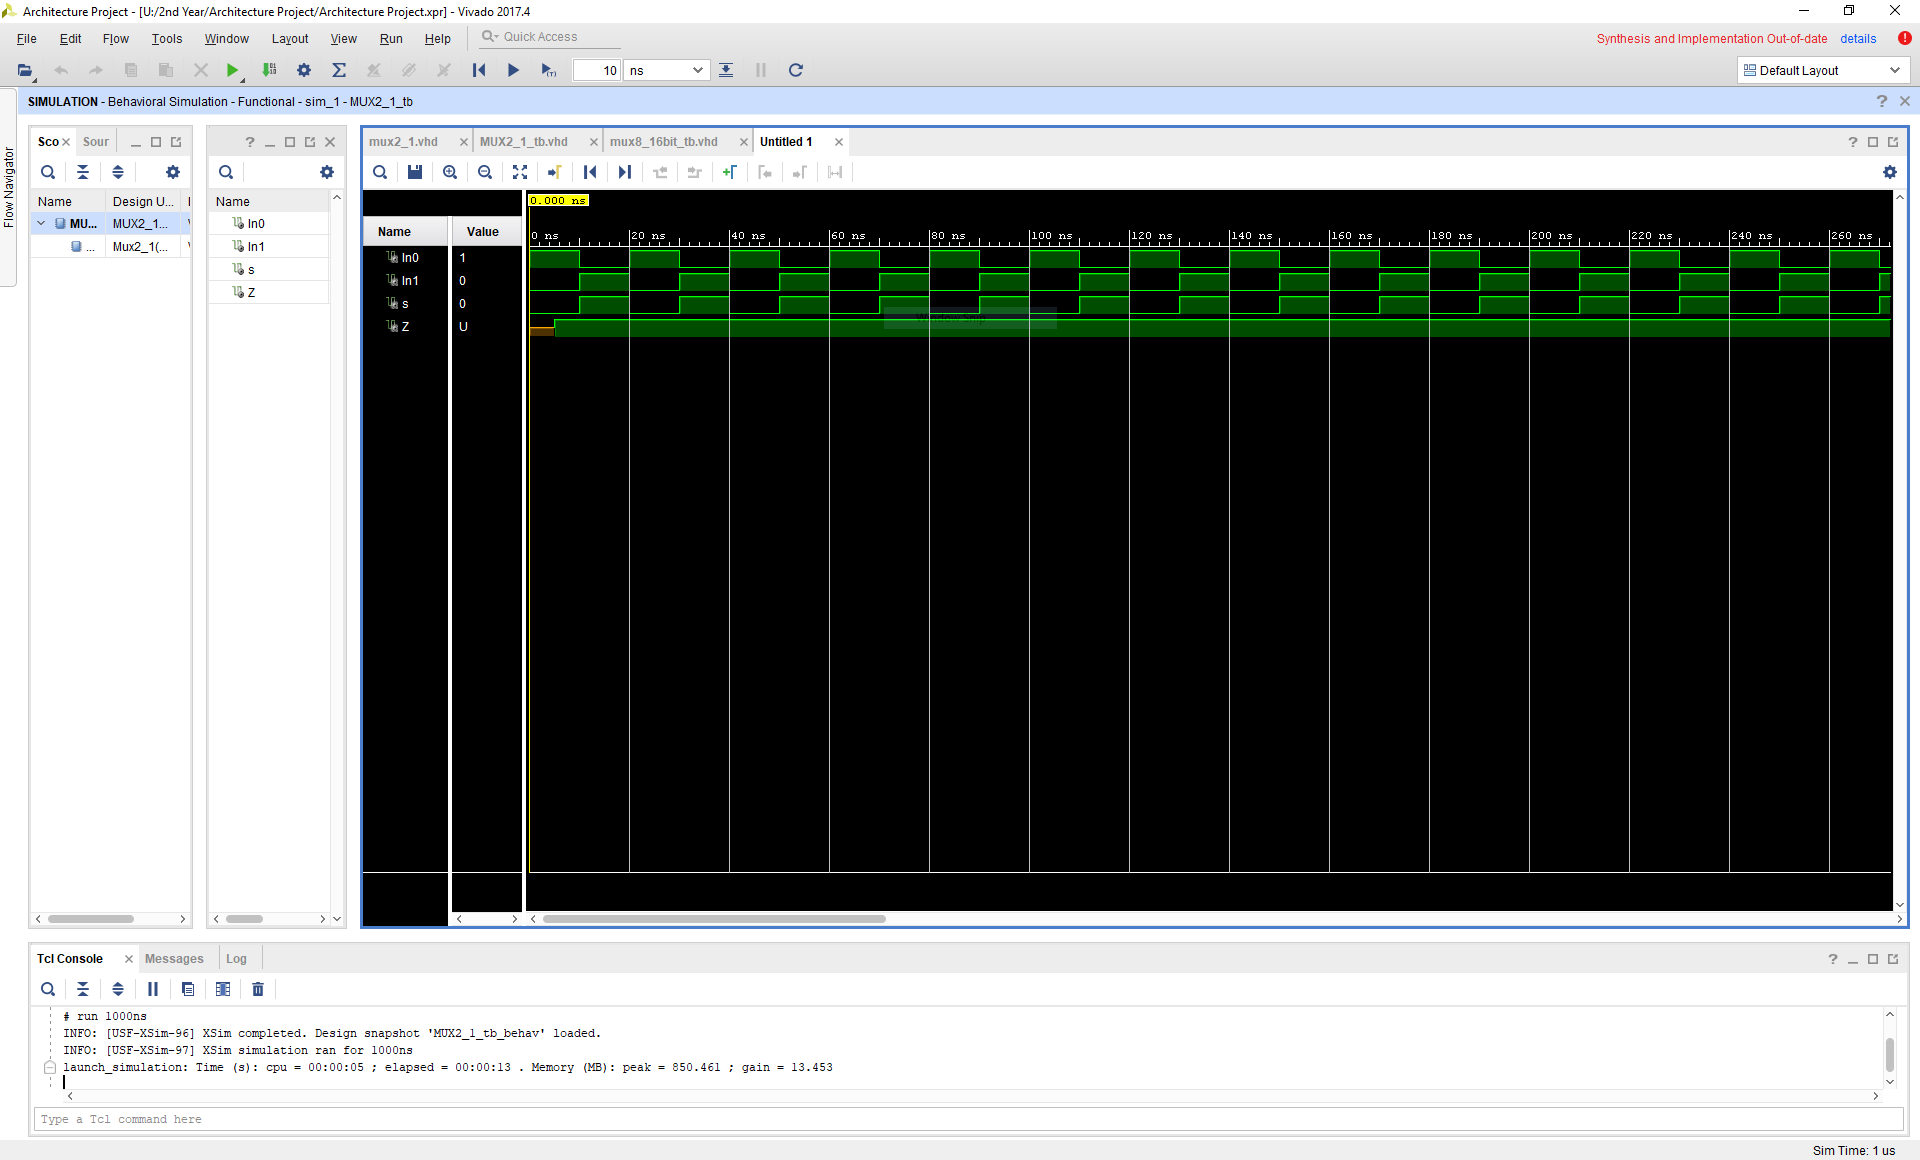 Architecture Project - [U:/2nd Year/Architecture Project/Architecture Project.xpr] - Vivado 2017.4
File Edit Flow Tools Window Layout View Run Help Quick Access
Synthesis and Implementation Out-of-date details
10 ns
Default Layout
SIMULATION - Behavioral Simulation - Functional - sim_1 - MUX2_1_tb
Flow Navigator
Sco Sour
Name Design U...
MU... MUX2_1...
... Mux2_1(...
Name
In0
In1
s
Z
mux2_1.vhd MUX2_1_tb.vhd mux8_16bit_tb.vhd Untitled 1
0.000 ns
Name Value
0 ns 20 ns 40 ns 60 ns 80 ns 100 ns 120 ns 140 ns 160 ns 180 ns 200 ns 220 ns 240 ns 260 ns
In0 1
In1 0
s 0
Z U
Tcl Console Messages Log
# run 1000ns
INFO: [USF-XSim-96] XSim completed. Design snapshot 'MUX2_1_tb_behav' loaded.
INFO: [USF-XSim-97] XSim simulation ran for 1000ns
launch_simulation: Time (s): cpu = 00:00:05 ; elapsed = 00:00:13 . Memory (MB): peak = 850.461 ; gain = 13.453
Type a Tcl command here
Sim Time: 1 us